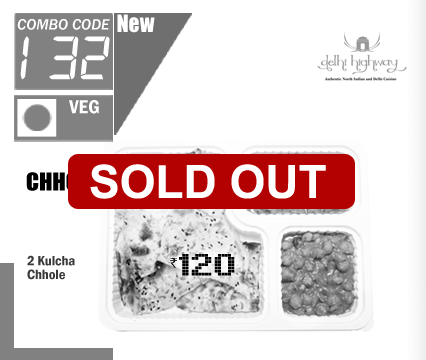 COMBO CODE
New
132
VEG
delhi highway
Authentic North Indian and Delhi Cuisine
SOLD OUT
₹120
2 Kulcha
Chhole